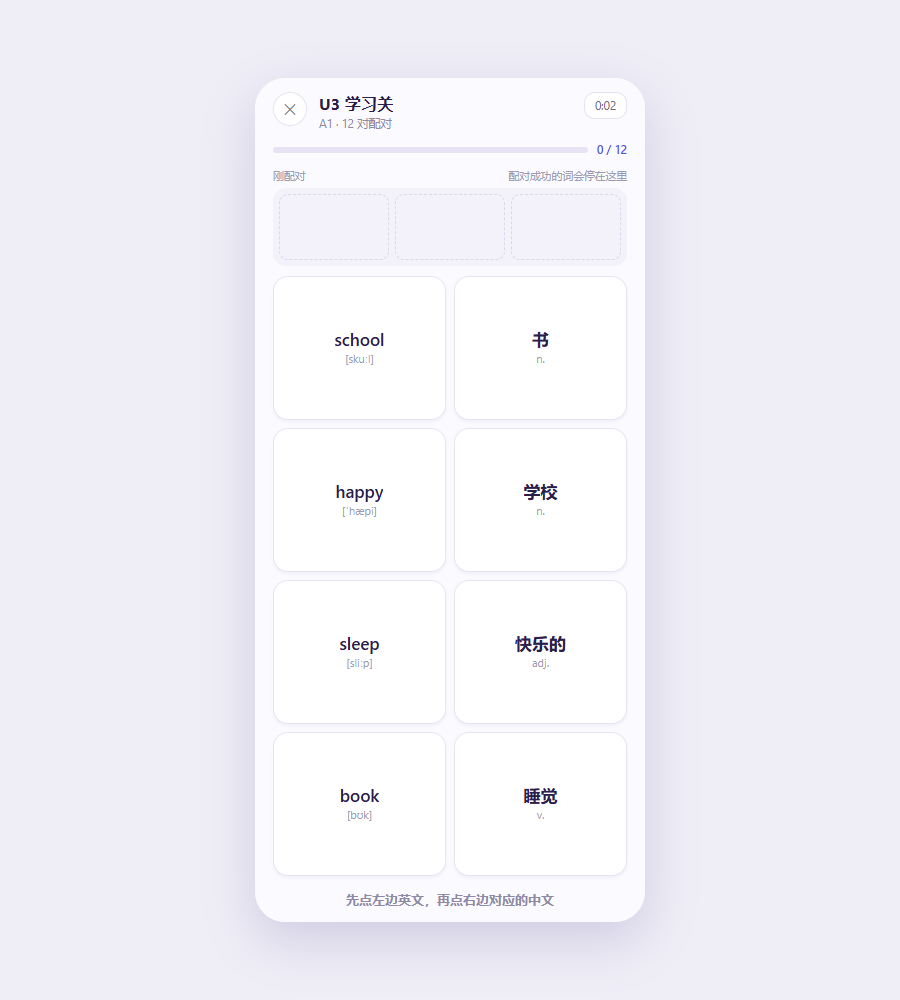 U3 学习关
0:02
A1 · 12 对配对
0 / 12
刚配对
配对成功的词会停在这里
school
[skuːl]
书
n.
happy
[ˈhæpi]
学校
n.
sleep
[sliːp]
快乐的
adj.
book
[bʊk]
睡觉
v.
先点左边英文，再点右边对应的中文